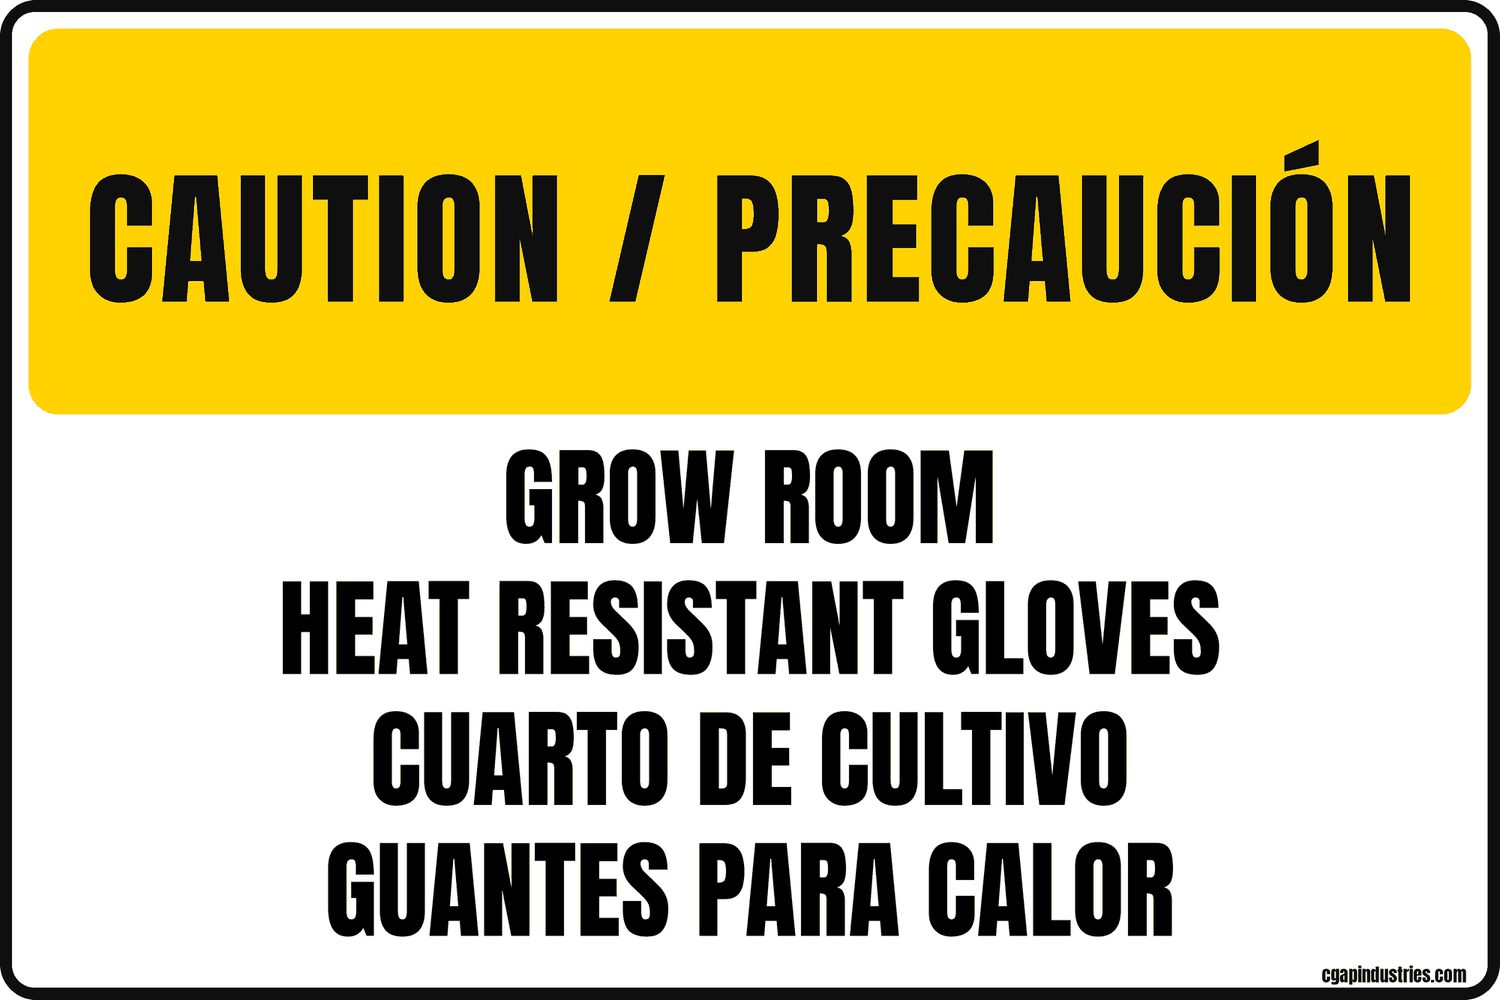 CAUTION / PRECAUCIÓN
GROW ROOM
HEAT RESISTANT GLOVES
CUARTO DE CULTIVO
GUANTES PARA CALOR
cgapindustries.com